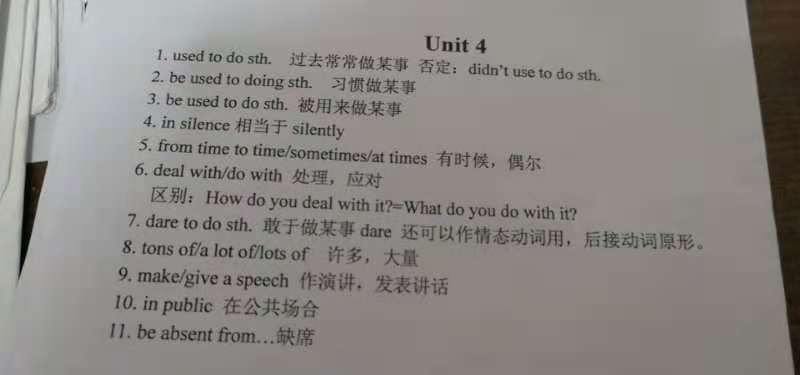 Unit 4
1. used to do sth. 过去常常做某事 否定：didn't use to do sth.
2. be used to doing sth. 习惯做某事
3. be used to do sth. 被用来做某事
4. in silence 相当于 silently
5. from time to time/sometimes/at times 有时候，偶尔
6. deal with/do with 处理，应对
区别：How do you deal with it?=What do you do with it?
7. dare to do sth. 敢于做某事 dare 还可以作情态动词用，后接动词原形。
8. tons of/a lot of/lots of 许多，大量
9. make/give a speech 作演讲，发表讲话
10. in public 在公共场合
11. be absent from…缺席